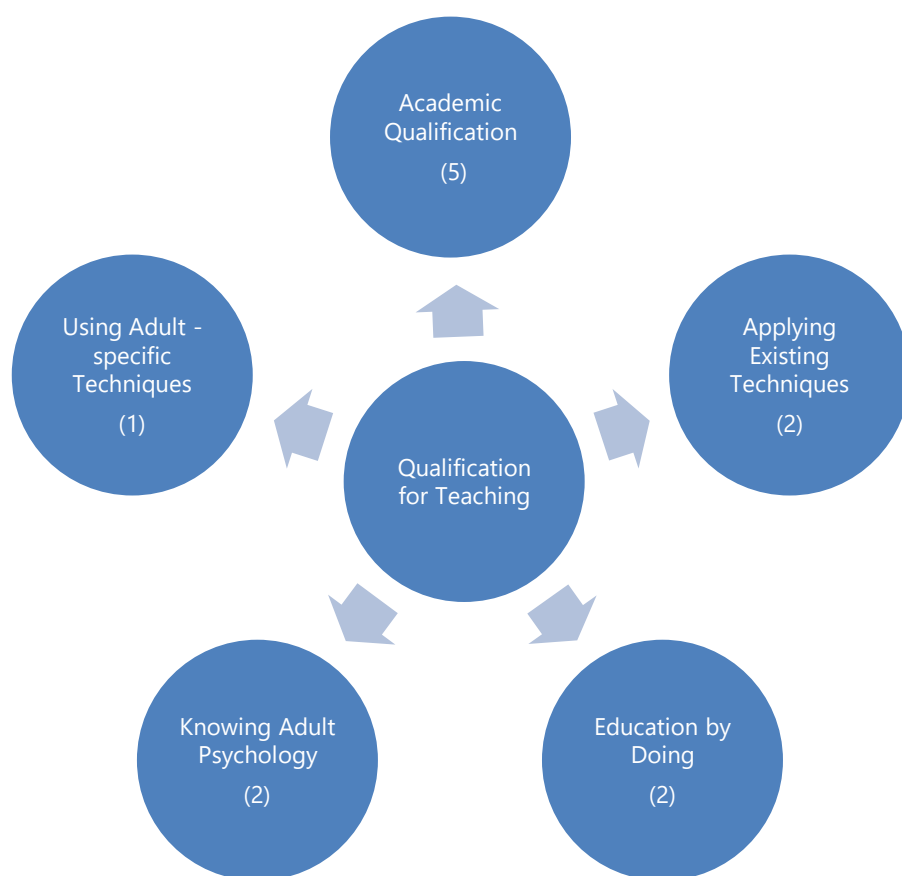 Academic
Qualification
(5)
Using Adult -
specific
Techniques
(1)
Applying
Existing
Techniques
(2)
Qualification
for Teaching
Knowing Adult
Psychology
(2)
Education by
Doing
(2)